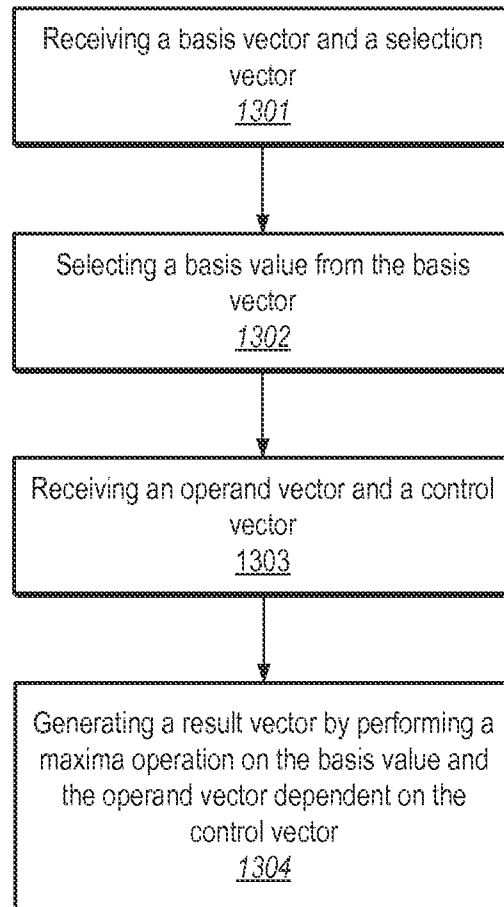 Receiving a basis vector and a selection
vector
1301
Selecting a basis value from the basis
vector
1302
Receiving an operand vector and a control
vector
1303
Generating a result vector by performing a
maxima operation on the basis value and
the operand vector dependent on the
control vector
1304